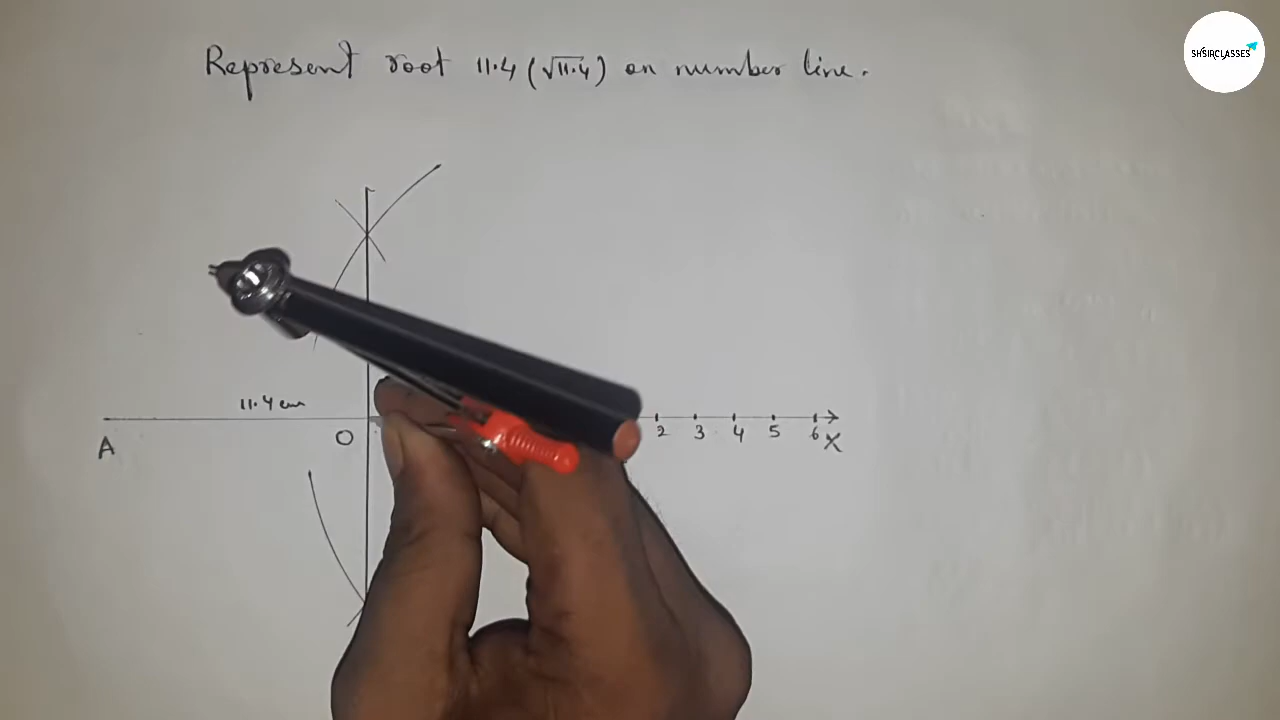 Represent root 11.4 (√11.4) on number line.
SHSIRCLASSES
11.4 cm
A O 2 3 4 5 6 X